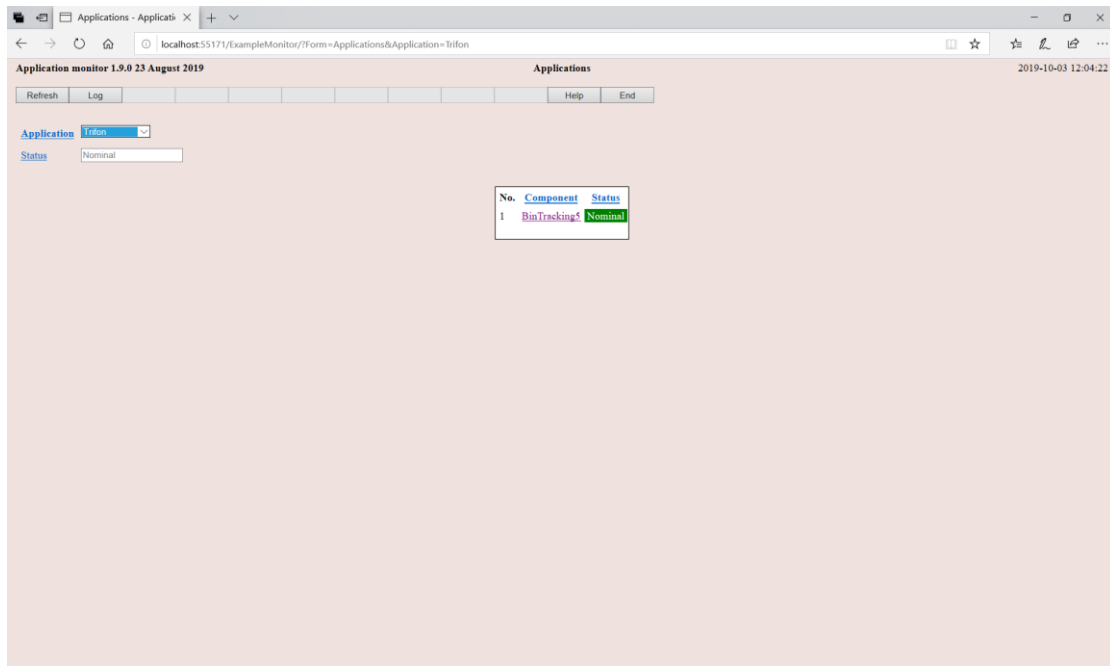 Applications - Applicati
localhost:55171/ExampleMonitor/?Form=Applications&Application=Trifon
Application monitor 1.9.0 23 August 2019 Applications 2019-10-03 12:04:22
Refresh Log Help End
Application Trifon
Status Nominal
No. Component Status
1 BinTracking5 Nominal